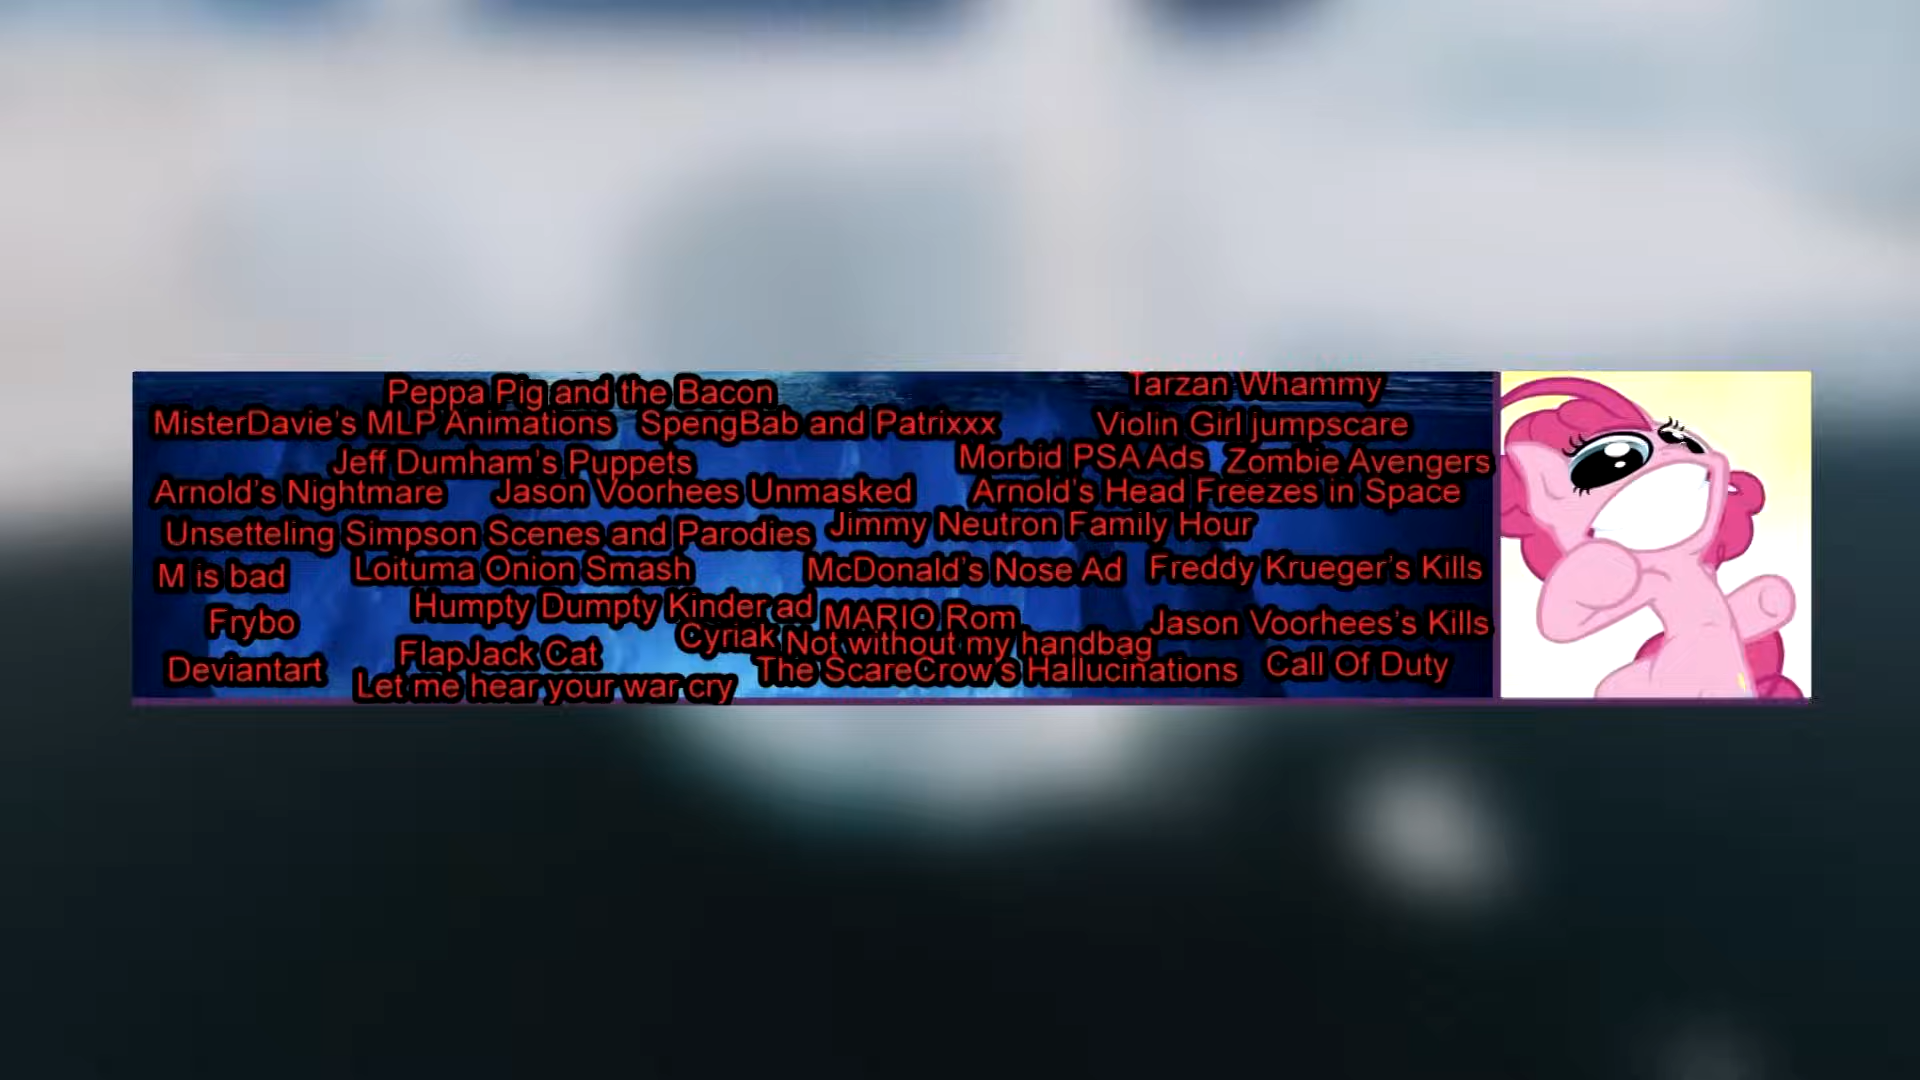 Peppa Pig and the Bacon
Tarzan Whammy
MisterDavie's MLP Animations
SpengBab and Patrixxx
Violin Girl jumpscare
Jeff Dumham's Puppets
Morbid PSA Ads
Zombie Avengers
Arnold's Nightmare
Jason Voorhees Unmasked
Arnold's Head Freezes in Space
Unsetteling Simpson Scenes and Parodies
Jimmy Neutron Family Hour
M is bad
Loituma Onion Smash
McDonald's Nose Ad
Freddy Krueger's Kills
Humpty Dumpty Kinder ad
Frybo
MARIO Rom
Jason Voorhees's Kills
Cyriak
Not without my handbag
FlapJack Cat
Deviantart
The ScareCrow's Hallucinations
Call Of Duty
Let me hear your war cry